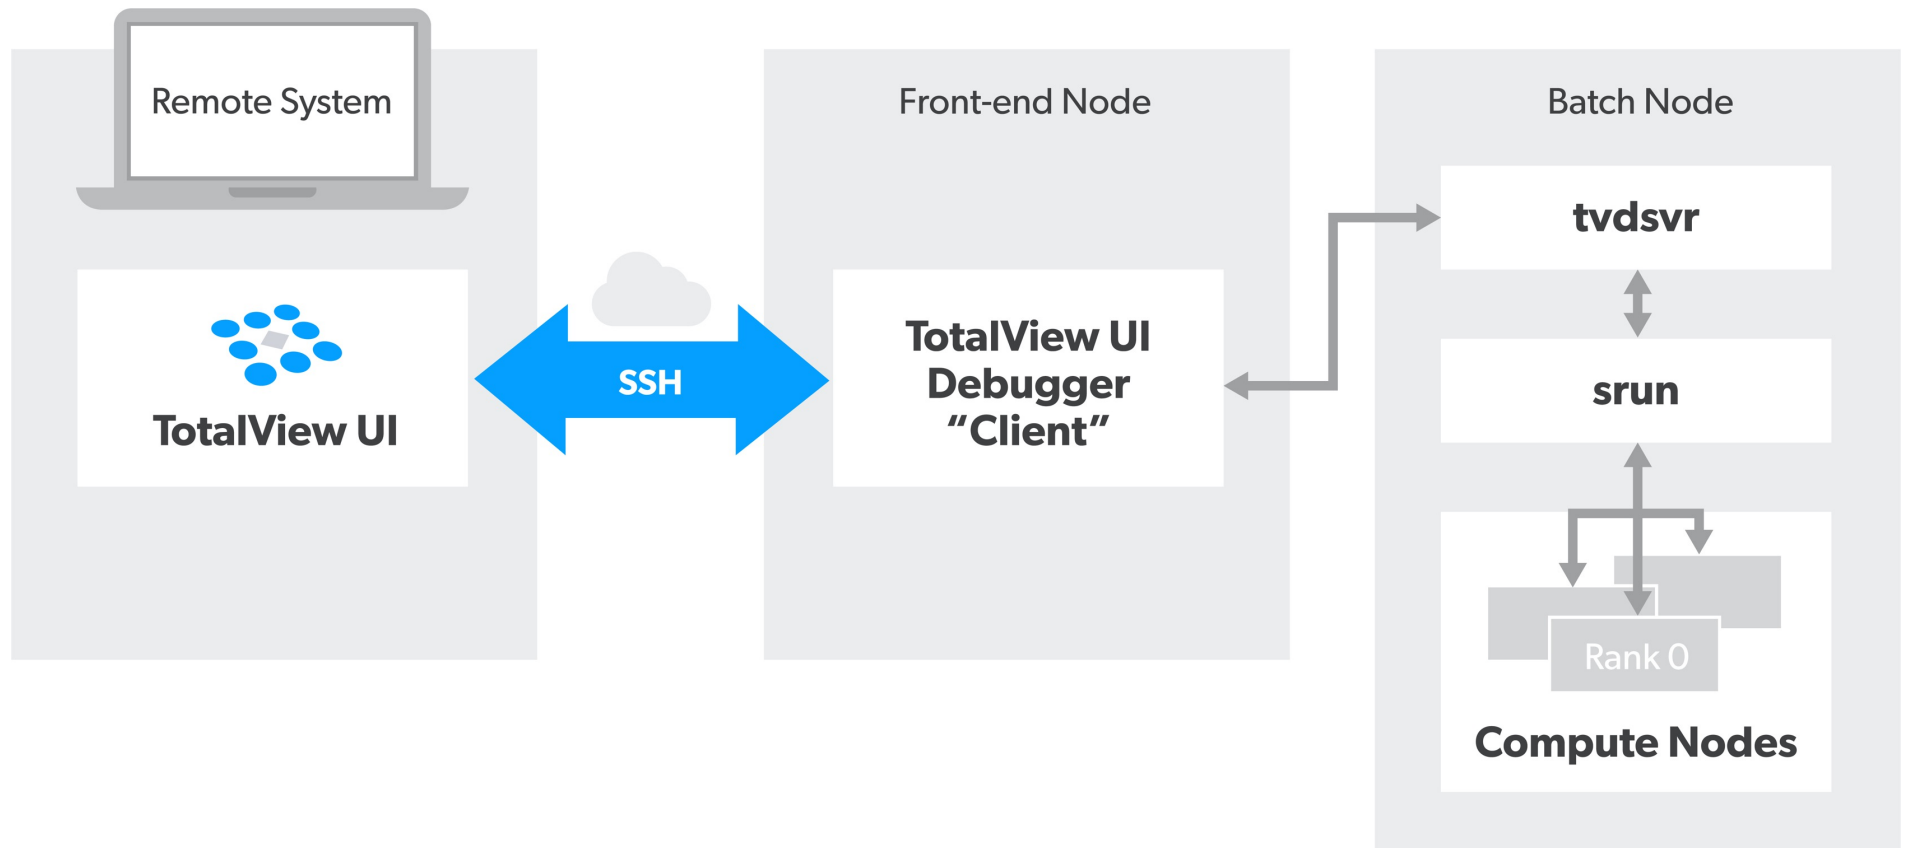 Remote System
TotalView UI
SSH
Front-end Node
TotalView UI
Debugger
“Client”
Batch Node
tvdsvr
srun
Rank 0
Compute Nodes